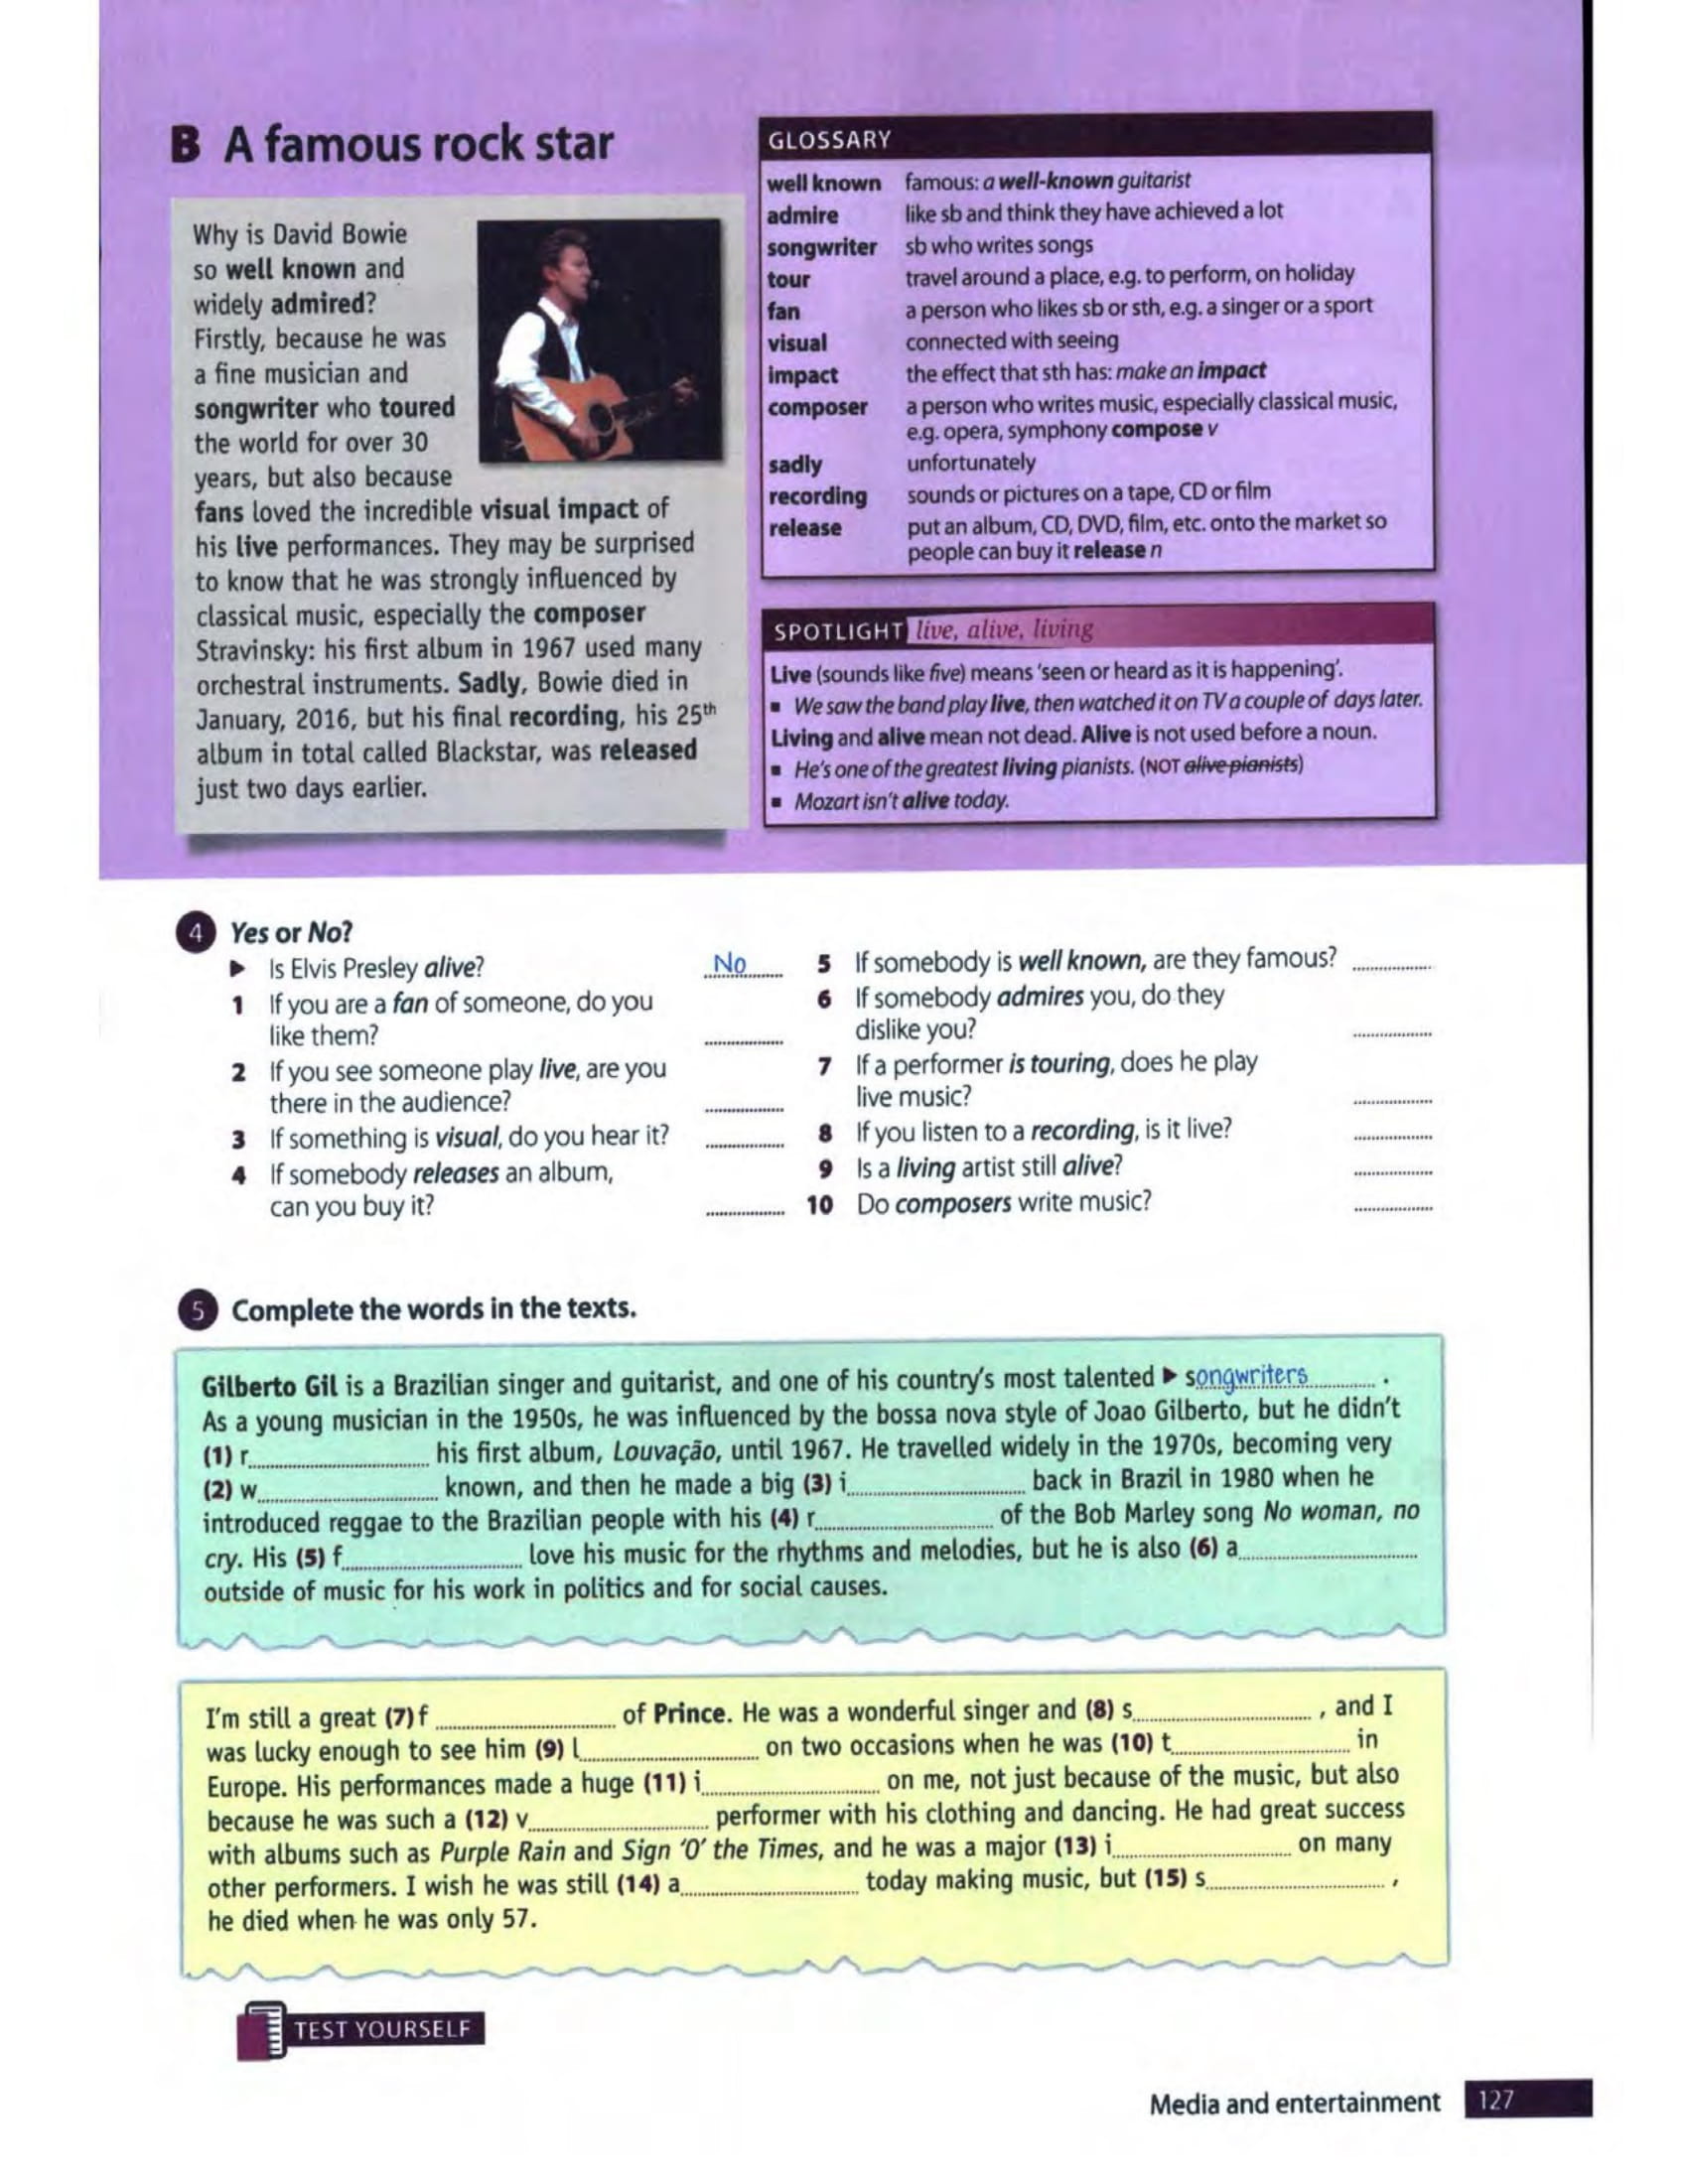 B A famous rock star
Why is David Bowie
so well known and
widely admired?
Firstly, because he was
a fine musician and
songwriter who toured
the world for over 30
years, but also because
fans loved the incredible visual impact of
his live performances. They may be surprised
to know that he was strongly influenced by
classical music, especially the composer
Stravinsky: his first album in 1967 used many
orchestral instruments. Sadly, Bowie died in
January, 2016, but his final recording, his 25th
album in total called Blackstar, was released
just two days earlier.
GLOSSARY
well known famous: a well-known guitarist
admire like sb and think they have achieved a lot
songwriter sb who writes songs
tour travel around a place, e.g. to perform, on holiday
fan a person who likes sb or sth, e.g. a singer or a sport
visual connected with seeing
impact the effect that sth has: make an impact
composer a person who writes music, especially classical music,
e.g. opera, symphony compose v
sadly unfortunately
recording sounds or pictures on a tape, CD or film
release put an album, CD, DVD, film, etc. onto the market so
people can buy it release n
SPOTLIGHT live, alive, living
Live (sounds like five) means 'seen or heard as it is happening'.
▪ We saw the band play live, then watched it on TV a couple of days later.
Living and alive mean not dead. Alive is not used before a noun.
▪ He's one of the greatest living pianists. (NOT alive pianists)
▪ Mozart isn't alive today.
4 Yes or No?
▶ Is Elvis Presley alive? No
1 If you are a fan of someone, do you
like them?
2 If you see someone play live, are you
there in the audience?
3 If something is visual, do you hear it?
4 If somebody releases an album,
can you buy it?
5 If somebody is well known, are they famous?
6 If somebody admires you, do they
dislike you?
7 If a performer is touring, does he play
live music?
8 If you listen to a recording, is it live?
9 Is a living artist still alive?
10 Do composers write music?
5 Complete the words in the texts.
Gilberto Gil is a Brazilian singer and guitarist, and one of his country's most talented ▶ songwriters.
As a young musician in the 1950s, he was influenced by the bossa nova style of Joao Gilberto, but he didn't
(1) r........ his first album, Louvação, until 1967. He travelled widely in the 1970s, becoming very
(2) w........ known, and then he made a big (3) i........ back in Brazil in 1980 when he
introduced reggae to the Brazilian people with his (4) r........ of the Bob Marley song No woman, no
cry. His (5) f........ love his music for the rhythms and melodies, but he is also (6) a........
outside of music for his work in politics and for social causes.
I'm still a great (7) f........ of Prince. He was a wonderful singer and (8) s........, and I
was lucky enough to see him (9) l........ on two occasions when he was (10) t........ in
Europe. His performances made a huge (11) i........ on me, not just because of the music, but also
because he was such a (12) v........ performer with his clothing and dancing. He had great success
with albums such as Purple Rain and Sign 'O' the Times, and he was a major (13) i........ on many
other performers. I wish he was still (14) a........ today making music, but (15) s........,
he died when he was only 57.
TEST YOURSELF
Media and entertainment 127